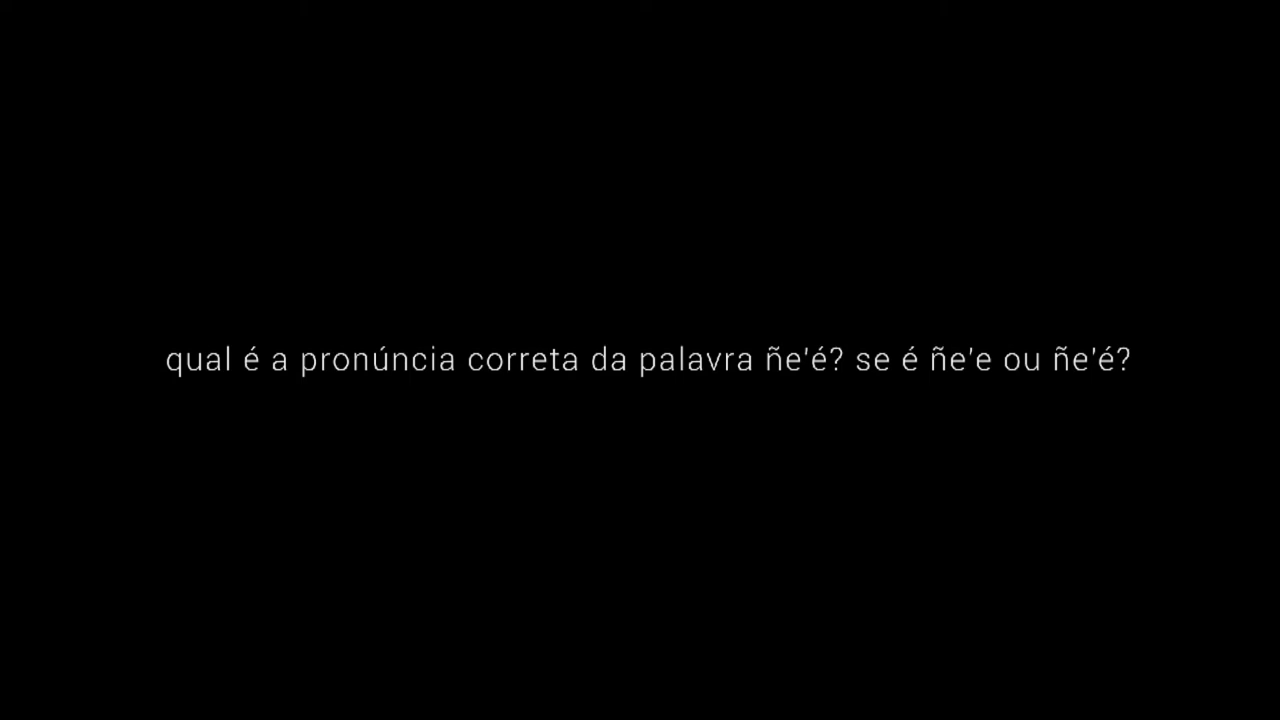 qual é a pronúncia correta da palavra ñe'é? se é ñe'e ou ñe'é?